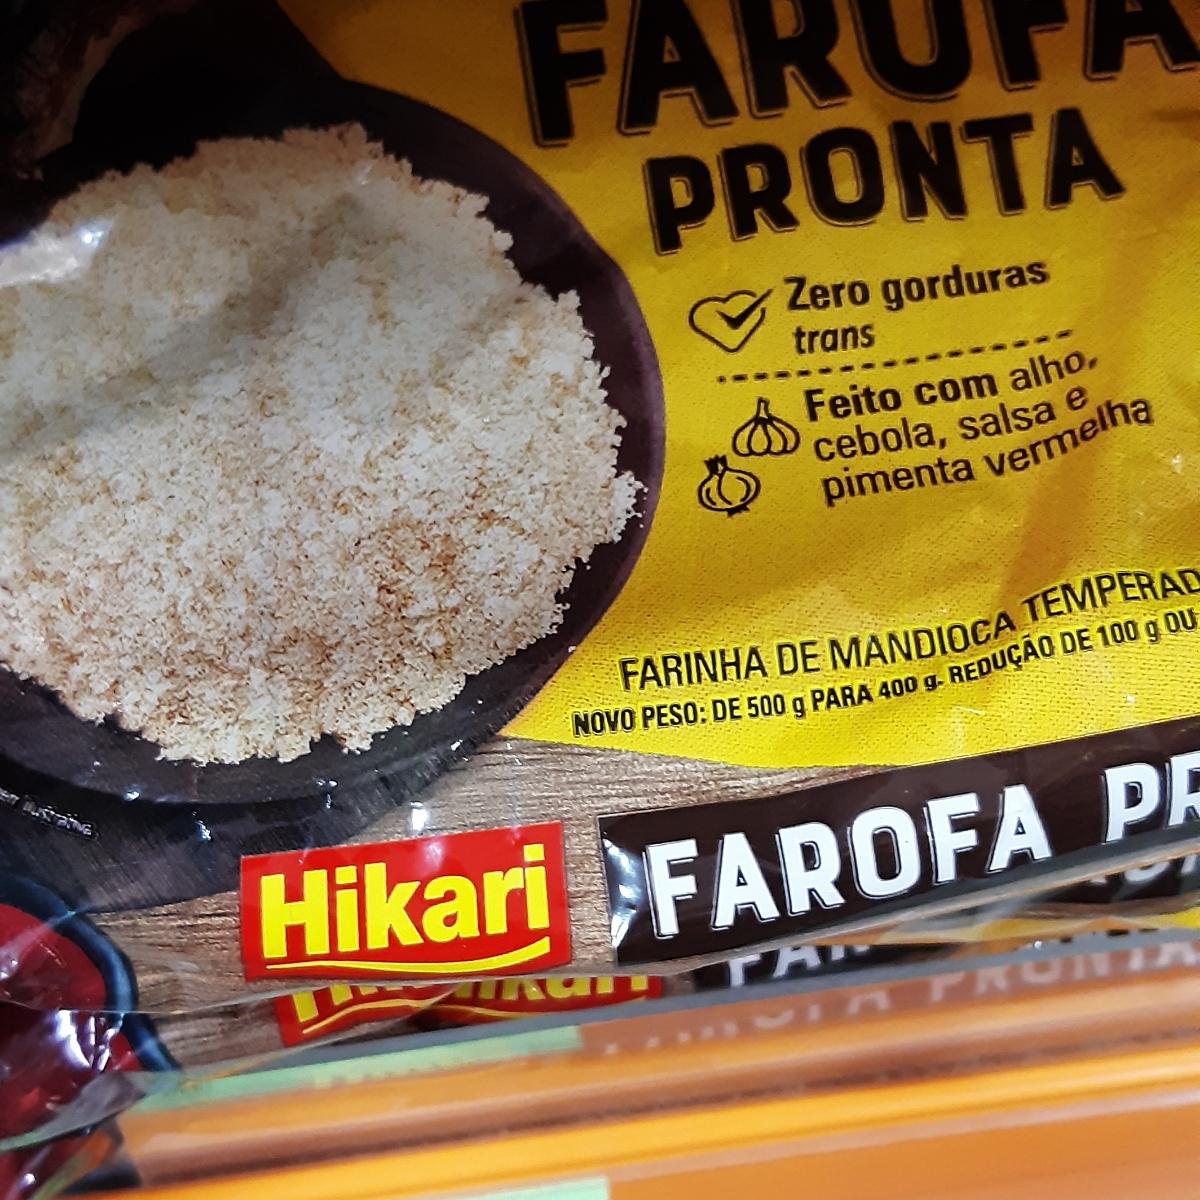 FAROFA
PRONTA
Zero gorduras
trans
Feito com alho,
cebola, salsa e
pimenta vermelha
FARINHA DE MANDIOCA TEMPERAD
NOVO PESO: DE 500 g PARA 400 g- REDUÇÃO DE 100 g OU
Hikari
FAROFA PR